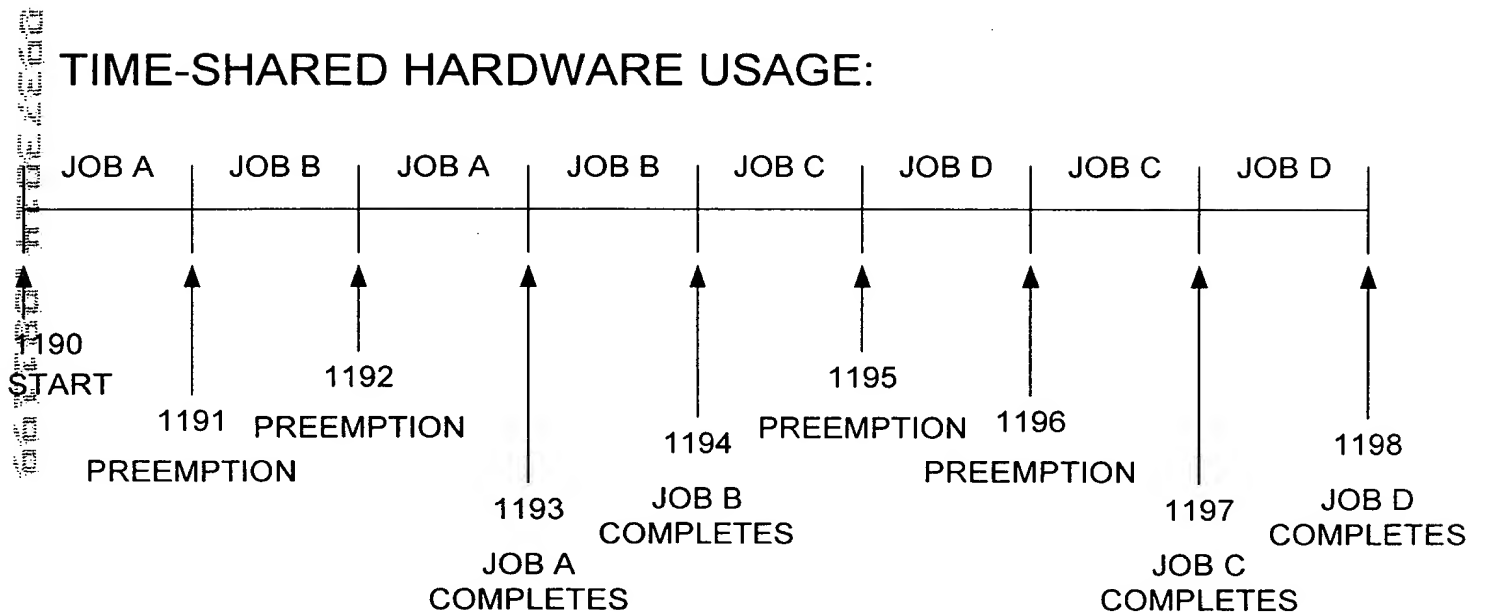 TIME-SHARED HARDWARE USAGE:
JOB A JOB B JOB A JOB B JOB C JOB D JOB C JOB D
1190
START
1191
PREEMPTION
1192
PREEMPTION
1193
JOB A
COMPLETES
1194
JOB B
COMPLETES
1195
PREEMPTION
1196
PREEMPTION
1197
JOB C
COMPLETES
1198
JOB D
COMPLETES